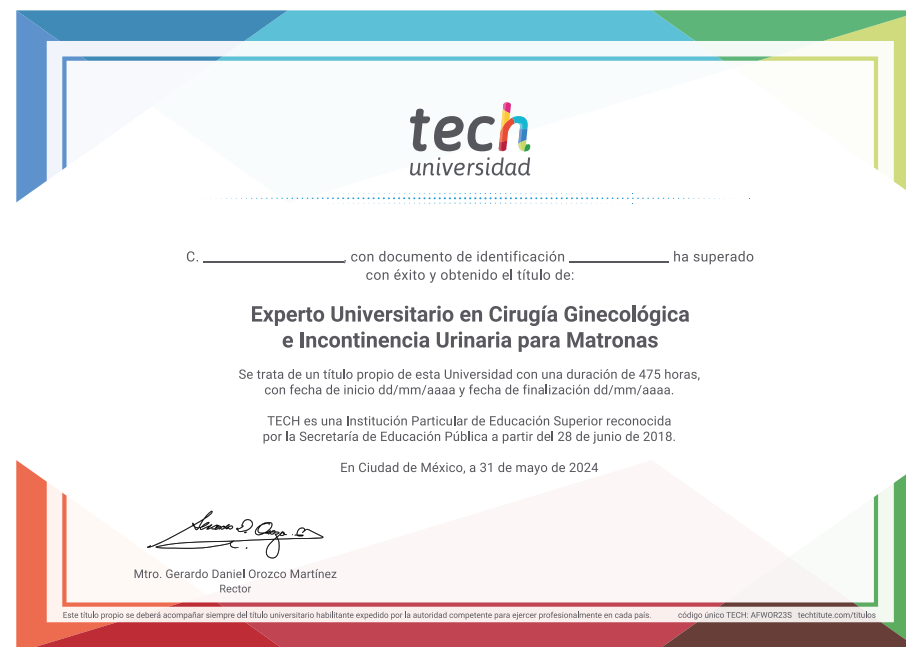 tech
universidad
C. ____________, con documento de identificación ____________ ha superado
con éxito y obtenido el título de:
Experto Universitario en Cirugía Ginecológica
e Incontinencia Urinaria para Matronas
Se trata de un título propio de esta Universidad con una duración de 475 horas,
con fecha de inicio dd/mm/aaaa y fecha de finalización dd/mm/aaaa.
TECH es una Institución Particular de Educación Superior reconocida
por la Secretaría de Educación Pública a partir del 28 de junio de 2018.
En Ciudad de México, a 31 de mayo de 2024
Mtro. Gerardo Daniel Orozco Martínez
Rector
Este título propio se deberá acompañar siempre del título universitario habilitante expedido por la autoridad competente para ejercer profesionalmente en cada país. código único TECH: AFWOR23S techtitute.com/titulos